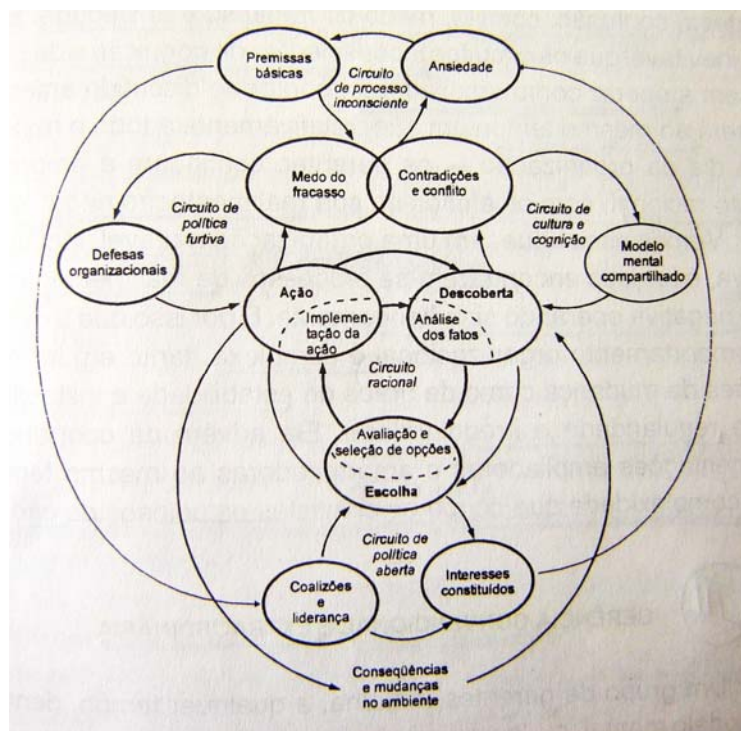 Premissas
básicas
Circuito
de processo
inconsciente
Ansiedade
Medo do
fracasso
Contradições
e conflito
Circuito de
política
furtiva
Circuito de
cultura e
cognição
Defesas
organizacionais
Modelo
mental
compartilhado
Ação
Implemen-
tação da
ação
Descoberta
Análise
dos fatos
Circuito
racional
Avaliação e
seleção de opções
Escolha
Circuito de
política
aberta
Coalizões
e
liderança
Interesses
constituídos
Conseqüências
e mudanças
no ambiente